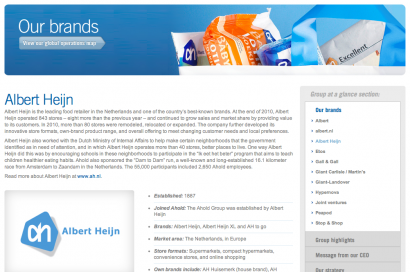 Our brands
View our global operations map
Excellent
Albert Heijn
Albert Heijn is the leading food retailer in the Netherlands and one of the country's best-known brands. At the end of 2010, Albert
Heijn operated 843 stores – eight more than the previous year – and continued to grow sales and market share by providing value
to its customers. In 2010, more than 80 stores were remodeled, relocated or expanded. The company further developed its
innovative store formats, own-brand product range, and overall offering to meet changing customer needs and local preferences.
Albert Heijn also worked with the Dutch Ministry of Internal Affairs to help make certain neighborhoods that the government
identified as in need of attention, and in which Albert Heijn operates more than 40 stores, better places to live. One way Albert
Heijn did this was by encouraging schools in these neighborhoods to participate in the "Ik eet het beter" program that aims to teach
children healthier eating habits. Ahold also sponsored the "Dam to Dam" run, a well-known and long-established 16.1 kilometer
race from Amsterdam to Zaandam in the Netherlands. The 55,000 participants included 2,650 Ahold employees.
Read more about Albert Heijn at www.ah.nl.
Albert Heijn
Established: 1887
Joined Ahold: The Ahold Group was established by Albert
Heijn
Brands: Albert Heijn, Albert Heijn XL and AH to go
Market area: The Netherlands, in Europe
Store formats: Supermarkets, compact hypermarkets,
convenience stores, and online shopping
Own brands include: AH Huismerk (house brand), AH
Group at a glance section:
Our brands
Albert
albert.nl
Albert Heijn
Etos
Gall & Gall
Giant Carlisle / Martin's
Giant-Landover
Hypernova
Joint ventures
Peapod
Stop & Shop
Group highlights
Message from our CEO
Our strategy